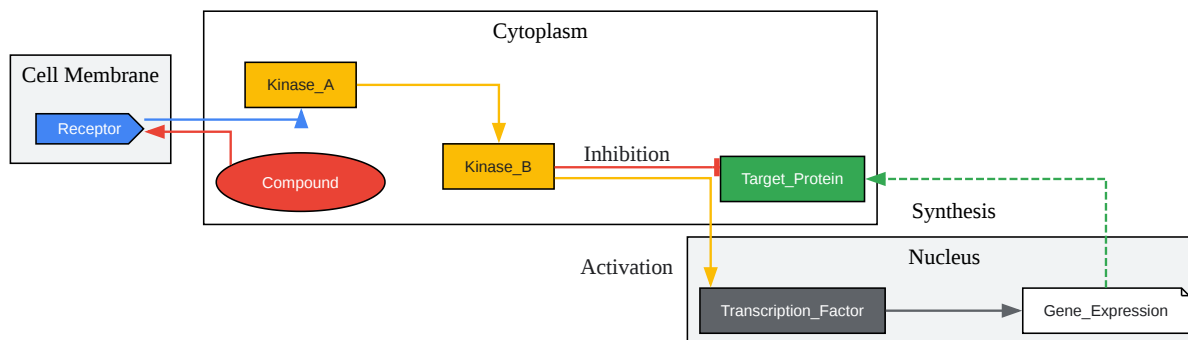 Cytoplasm
Cell Membrane
Kinase_A
Receptor
Inhibition
Kinase_B
Compound
Target_Protein
Synthesis
Nucleus
Activation
Transcription_Factor
Gene_Expression